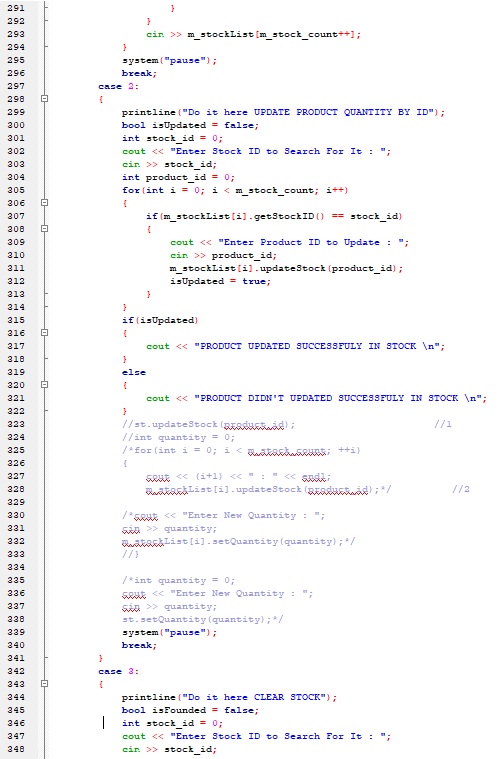 291 }
292 }
293 cin >> m_stockList[m_stock_count++];
294 }
295 system("pause");
296 break;
297 case 2:
298 {
299 printline("Do it here UPDATE PRODUCT QUANTITY BY ID");
300 bool isUpdated = false;
301 int stock_id = 0;
302 cout << "Enter Stock ID to Search For It : ";
303 cin >> stock_id;
304 int product_id = 0;
305 for(int i = 0; i < m_stock_count; i++)
306 {
307 if(m_stockList[i].getStockID() == stock_id)
308 {
309 cout << "Enter Product ID to Update : ";
310 cin >> product_id;
311 m_stockList[i].updateStock(product_id);
312 isUpdated = true;
313 }
314 }
315 if(isUpdated)
316 {
317 cout << "PRODUCT UPDATED SUCCESSFULY IN STOCK \n";
318 }
319 else
320 {
321 cout << "PRODUCT DIDN'T UPDATED SUCCESSFULY IN STOCK \n";
322 }
323 //st.updateStock(product_id); //1
324 //int quantity = 0;
325 /*for(int i = 0; i < m_stock_count; ++i)
326 {
327 cout << (i+1) << " : " << endl;
328 m_stockList[i].updateStock(product_id);*/ //2
329
330 /*cout << "Enter New Quantity : ";
331 cin >> quantity;
332 m_stockList[i].setQuantity(quantity);*/
333 //}
334
335 /*int quantity = 0;
336 cout << "Enter New Quantity : ";
337 cin >> quantity;
338 st.setQuantity(quantity);*/
339 system("pause");
340 break;
341 }
342 case 3:
343 {
344 printline("Do it here CLEAR STOCK");
345 bool isFounded = false;
346 int stock_id = 0;
347 cout << "Enter Stock ID to Search For It : ";
348 cin >> stock_id;